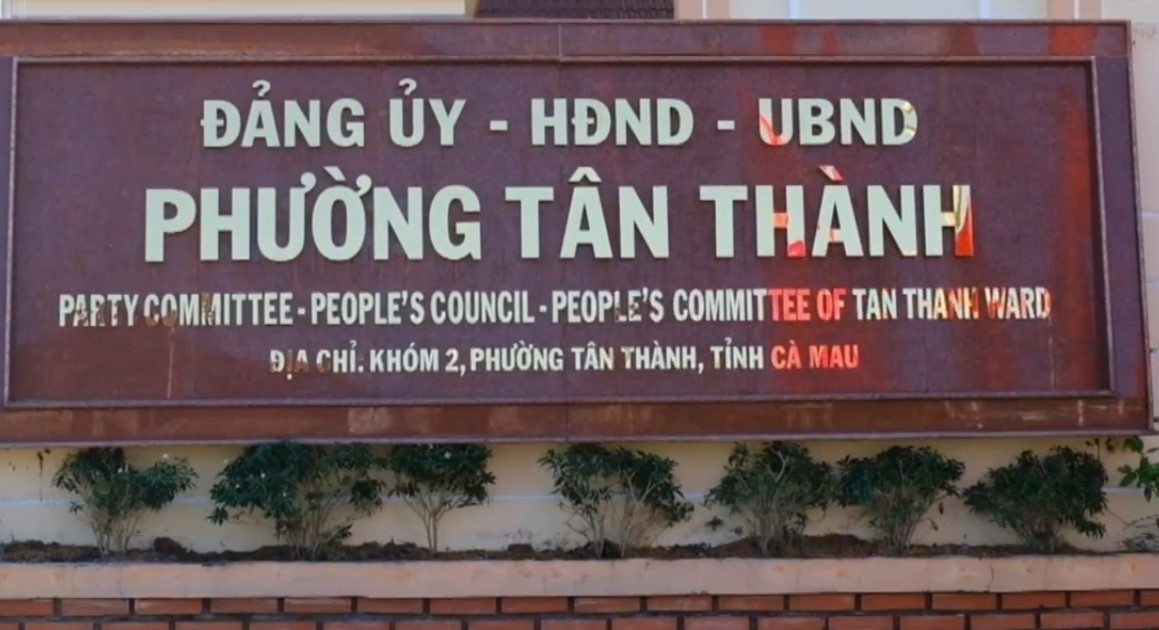 ĐẢNG ỦY - HĐND - UBND
PHƯỜNG TÂN THÀNH
PARTY COMMITTEE - PEOPLE'S COUNCIL - PEOPLE'S COMMITTEE OF TAN THANH WARD
ĐỊA CHỈ: KHÓM 2, PHƯỜNG TÂN THÀNH, TỈNH CÀ MAU